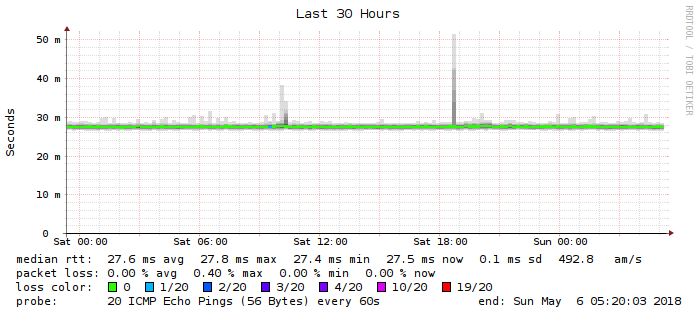 Last 30 Hours
RRDTOOL / TOBI OETIKER
Seconds
50 m
40 m
30 m
20 m
10 m
0
Sat 00:00 Sat 06:00 Sat 12:00 Sat 18:00 Sun 00:00
median rtt: 27.6 ms avg 27.8 ms max 27.4 ms min 27.5 ms now 0.1 ms sd 492.8 am/s
packet loss: 0.00 % avg 0.40 % max 0.00 % min 0.00 % now
loss color: 0 1/20 2/20 3/20 4/20 10/20 19/20
probe: 20 ICMP Echo Pings (56 Bytes) every 60s end: Sun May 6 05:20:03 2018